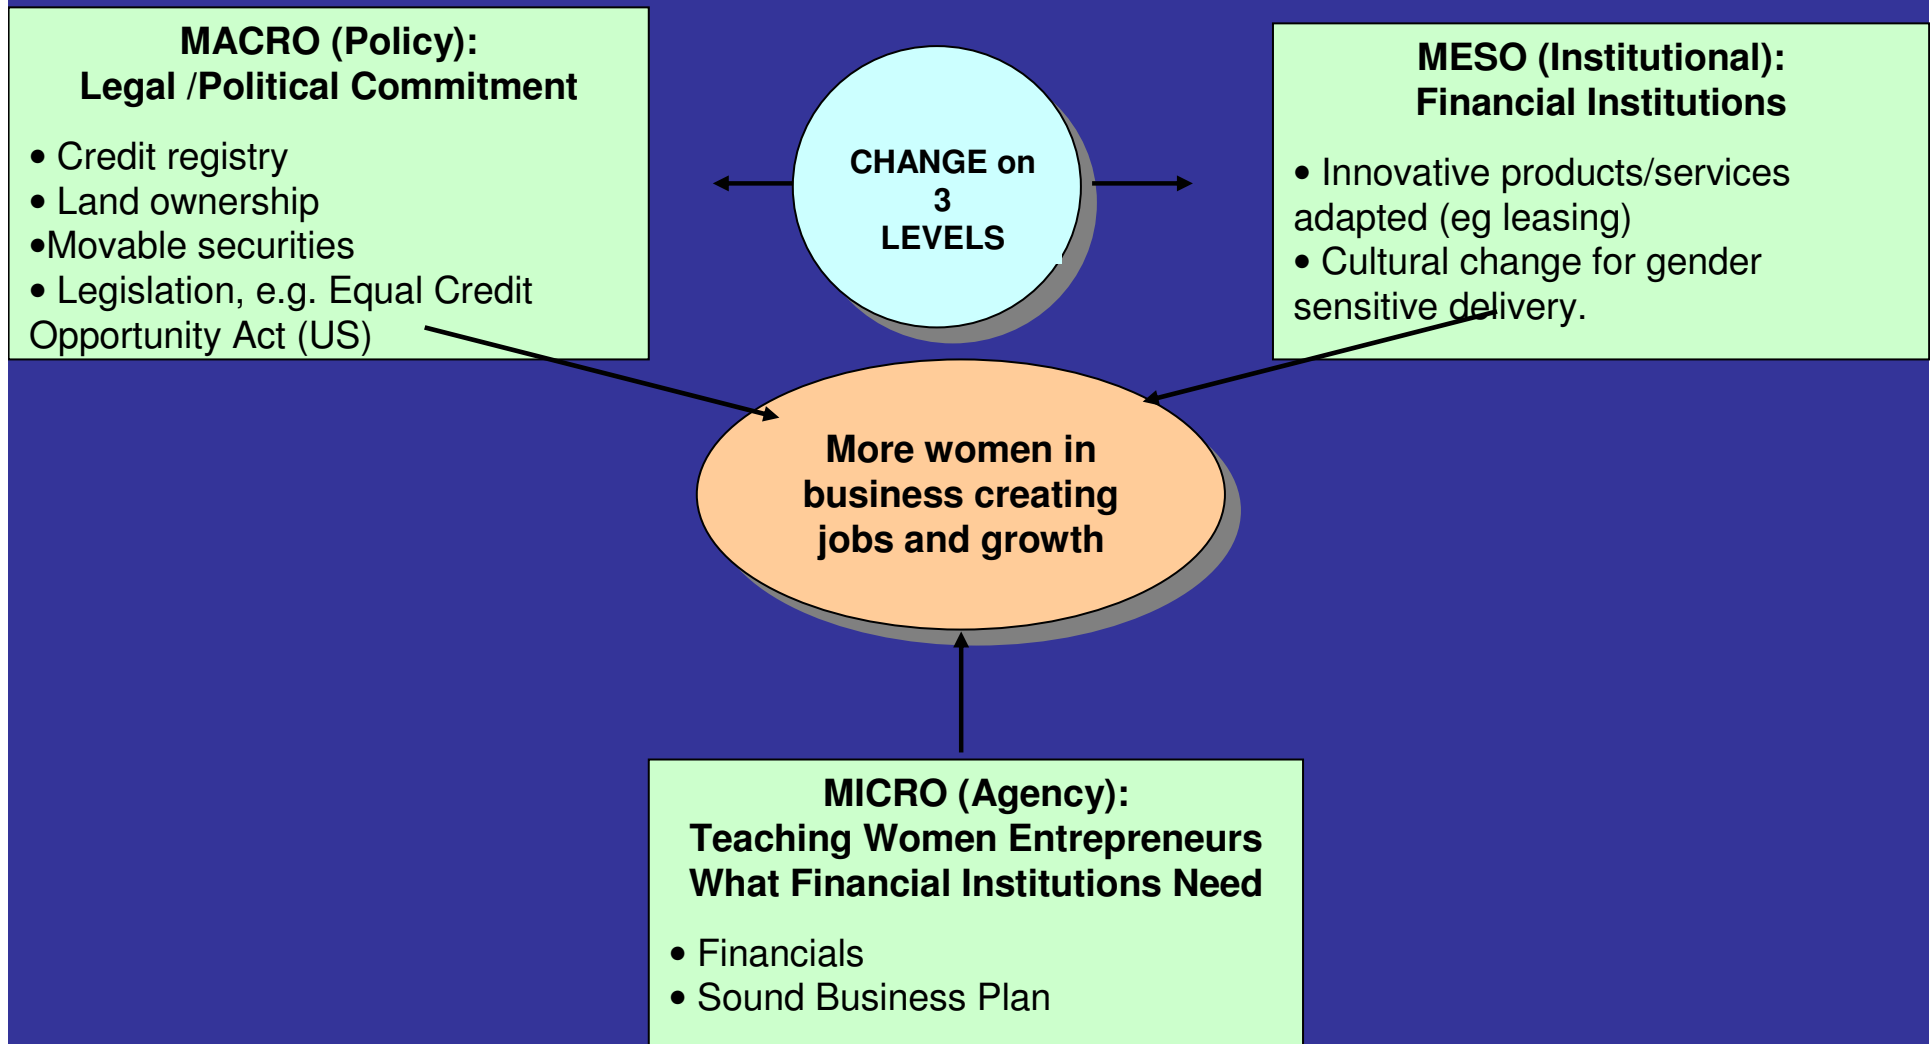 MACRO (Policy):
Legal /Political Commitment
• Credit registry
• Land ownership
•Movable securities
• Legislation, e.g. Equal Credit
Opportunity Act (US)
CHANGE on
3
LEVELS
MESO (Institutional):
Financial Institutions
• Innovative products/services
adapted (eg leasing)
• Cultural change for gender
sensitive delivery.
More women in
business creating
jobs and growth
MICRO (Agency):
Teaching Women Entrepreneurs
What Financial Institutions Need
• Financials
• Sound Business Plan